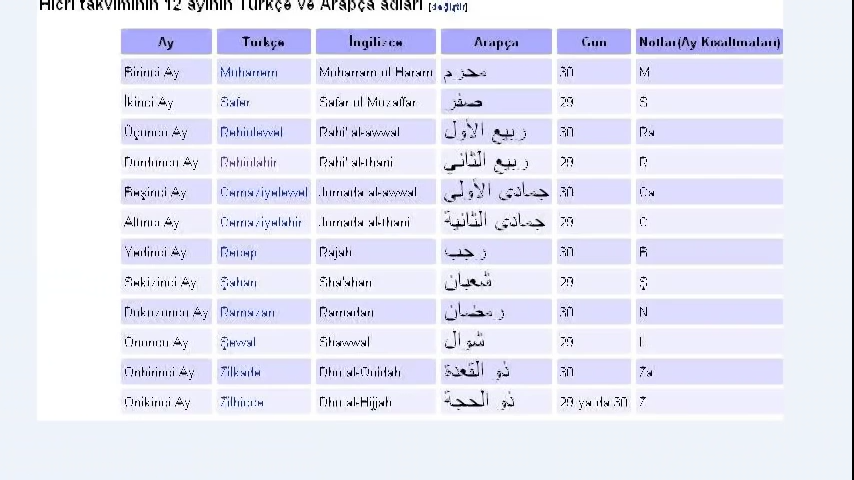 Hicri takviminin 12 ayının Türkçe ve Arapça adları [değiştir]
Ay Türkçe İngilizce Arapça Gün Notlar(Ay Kısaltmaları)
Birinci Ay Muharrem Muharram ul Haram محرم 30 M
İkinci Ay Safer Safar ul Muzaffar صفر 29 S
Üçüncü Ay Rebiülevvel Rabi' al-awwal ربيع الأول 30 Ra
Dördüncü Ay Rebiülahir Rabi' al-thani ربيع الثاني 29 R
Beşinci Ay Cemaziyelevvel Jumada al-awwal جمادى الأولى 30 Ca
Altıncı Ay Cemaziyelahir Jumada al-thani جمادى الثانية 29 C
Yedinci Ay Recep Rajab رجب 30 B
Sekizinci Ay Şaban Sha'aban شعبان 29 Ş
Dokuzuncu Ay Ramazan Ramadan رمضان 30 N
Onuncu Ay Şevval Shawwal شوال 29 L
Onbirinci Ay Zilkade Dhu al-Qaidah ذو القعدة 30 Za
Onikinci Ay Zilhicce Dhu al-Hijjah ذو الحجة 29 ya da 30 Z